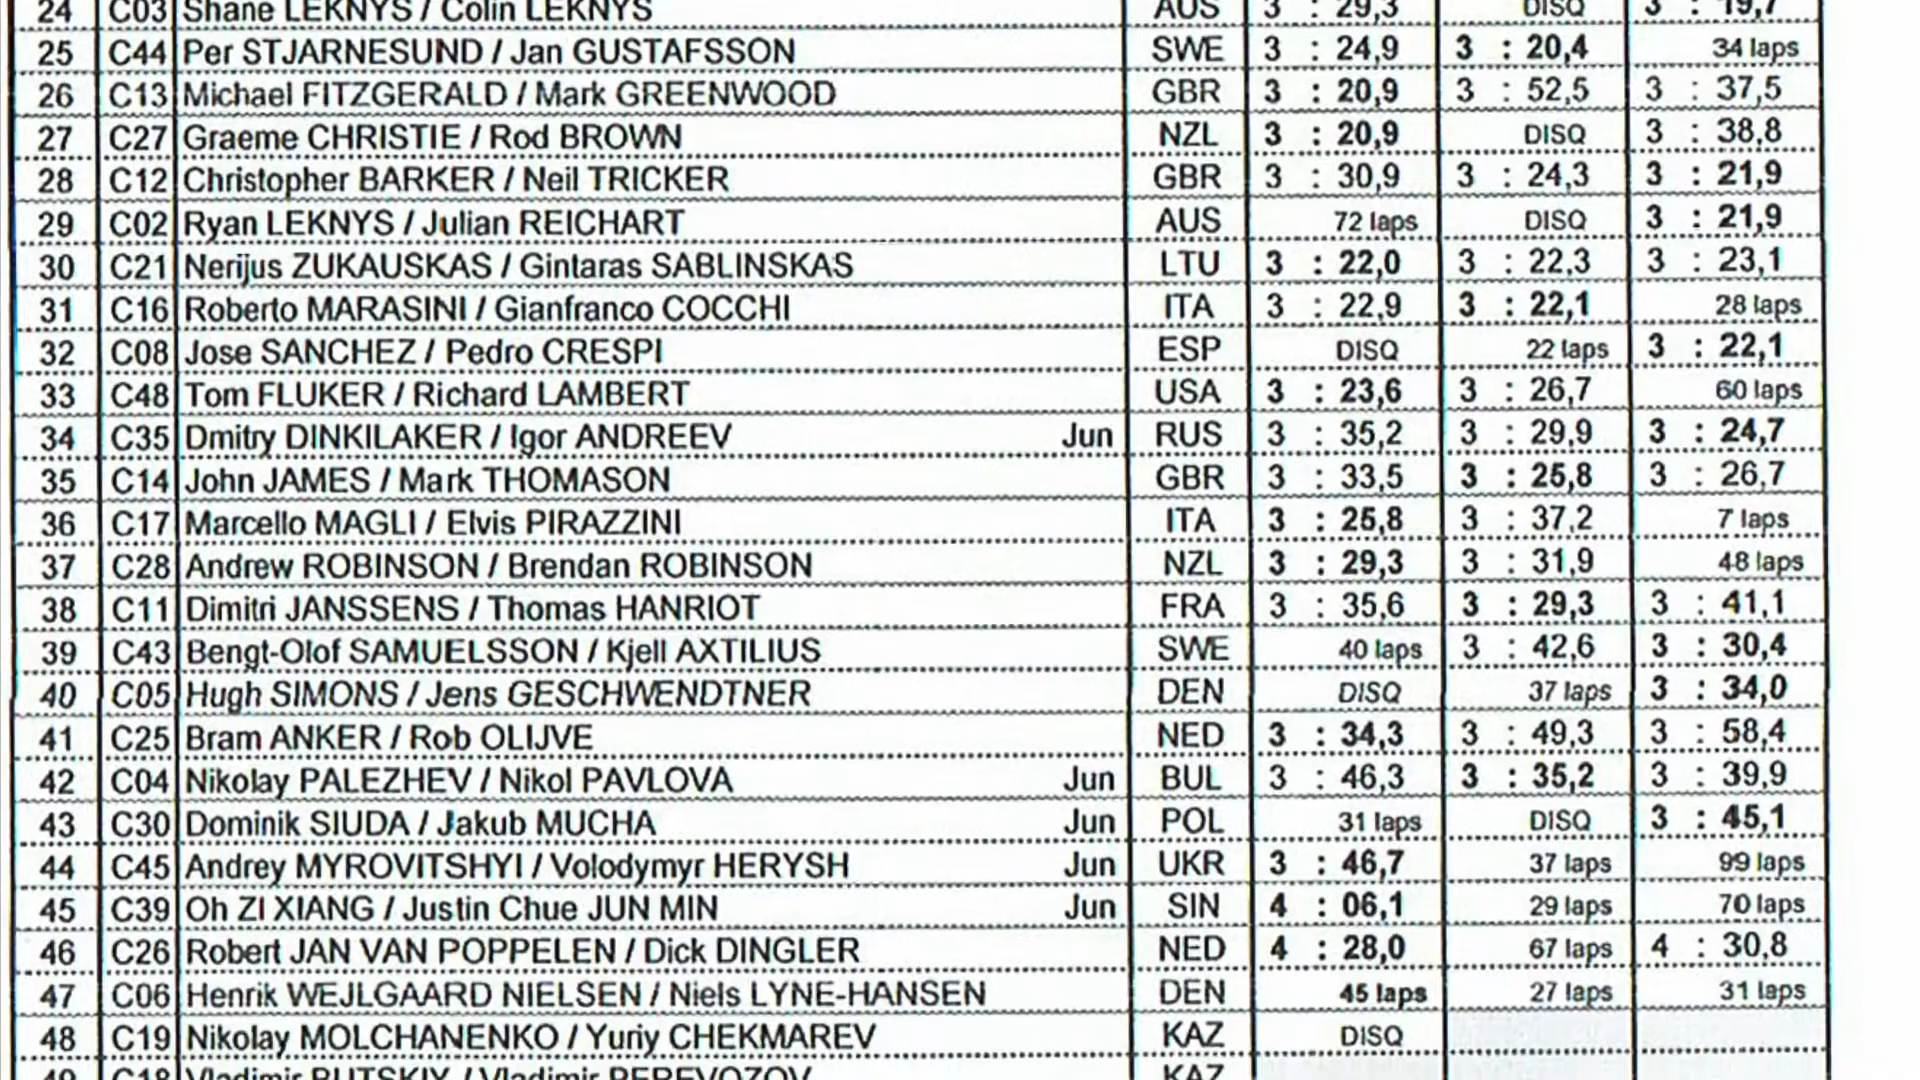 24 C03 Shane LEKNYS / Colin LEKNYS AUS 3 : 29,3 DISQ 3 : 19,7
25 C44 Per STJARNESUND / Jan GUSTAFSSON SWE 3 : 24,9 3 : 20,4 34 laps
26 C13 Michael FITZGERALD / Mark GREENWOOD GBR 3 : 20,9 3 : 52,5 3 : 37,5
27 C27 Graeme CHRISTIE / Rod BROWN NZL 3 : 20,9 DISQ 3 : 38,8
28 C12 Christopher BARKER / Neil TRICKER GBR 3 : 30,9 3 : 24,3 3 : 21,9
29 C02 Ryan LEKNYS / Julian REICHART AUS 72 laps DISQ 3 : 21,9
30 C21 Nerijus ZUKAUSKAS / Gintaras SABLINSKAS LTU 3 : 22,0 3 : 22,3 3 : 23,1
31 C16 Roberto MARASINI / Gianfranco COCCHI ITA 3 : 22,9 3 : 22,1 28 laps
32 C08 Jose SANCHEZ / Pedro CRESPI ESP DISQ 22 laps 3 : 22,1
33 C48 Tom FLUKER / Richard LAMBERT USA 3 : 23,6 3 : 26,7 60 laps
34 C35 Dmitry DINKILAKER / Igor ANDREEV Jun RUS 3 : 35,2 3 : 29,9 3 : 24,7
35 C14 John JAMES / Mark THOMASON GBR 3 : 33,5 3 : 25,8 3 : 26,7
36 C17 Marcello MAGLI / Elvis PIRAZZINI ITA 3 : 25,8 3 : 37,2 7 laps
37 C28 Andrew ROBINSON / Brendan ROBINSON NZL 3 : 29,3 3 : 31,9 48 laps
38 C11 Dimitri JANSSENS / Thomas HANRIOT FRA 3 : 35,6 3 : 29,3 3 : 41,1
39 C43 Bengt-Olof SAMUELSSON / Kjell AXTILIUS SWE 40 laps 3 : 42,6 3 : 30,4
40 C05 Hugh SIMONS / Jens GESCHWENDTNER DEN DISQ 37 laps 3 : 34,0
41 C25 Bram ANKER / Rob OLIJVE NED 3 : 34,3 3 : 49,3 3 : 58,4
42 C04 Nikolay PALEZHEV / Nikol PAVLOVA Jun BUL 3 : 46,3 3 : 35,2 3 : 39,9
43 C30 Dominik SIUDA / Jakub MUCHA Jun POL 31 laps DISQ 3 : 45,1
44 C45 Andrey MYROVITSHYI / Volodymyr HERYSH Jun UKR 3 : 46,7 37 laps 99 laps
45 C39 Oh ZI XIANG / Justin Chue JUN MIN Jun SIN 4 : 06,1 29 laps 70 laps
46 C26 Robert JAN VAN POPPELEN / Dick DINGLER NED 4 : 28,0 67 laps 4 : 30,8
47 C06 Henrik WEJLGAARD NIELSEN / Niels LYNE-HANSEN DEN 45 laps 27 laps 31 laps
48 C19 Nikolay MOLCHANENKO / Yuriy CHEKMAREV KAZ DISQ
49 C18 Vladimir BUTSKIY / Vladimir PEREVOZOV KAZ